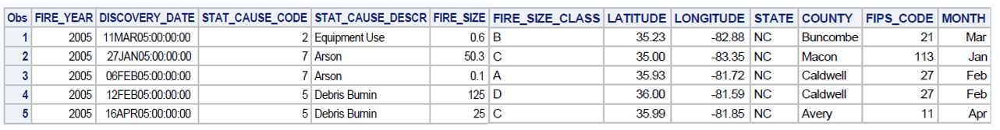 Obs FIRE_YEAR DISCOVERY_DATE STAT_CAUSE_CODE STAT_CAUSE_DESCR FIRE_SIZE FIRE_SIZE_CLASS LATITUDE LONGITUDE STATE COUNTY FIPS_CODE MONTH
1 2005 11MAR05:00:00:00 2 Equipment Use 0.6 B 35.23 -82.88 NC Buncombe 21 Mar
2 2005 27JAN05:00:00:00 7 Arson 50.3 C 35.00 -83.35 NC Macon 113 Jan
3 2005 06FEB05:00:00:00 7 Arson 0.1 A 35.93 -81.72 NC Caldwell 27 Feb
4 2005 12FEB05:00:00:00 5 Debris Burnin 125 D 36.00 -81.59 NC Caldwell 27 Feb
5 2005 16APR05:00:00:00 5 Debris Burnin 25 C 35.99 -81.85 NC Avery 11 Apr